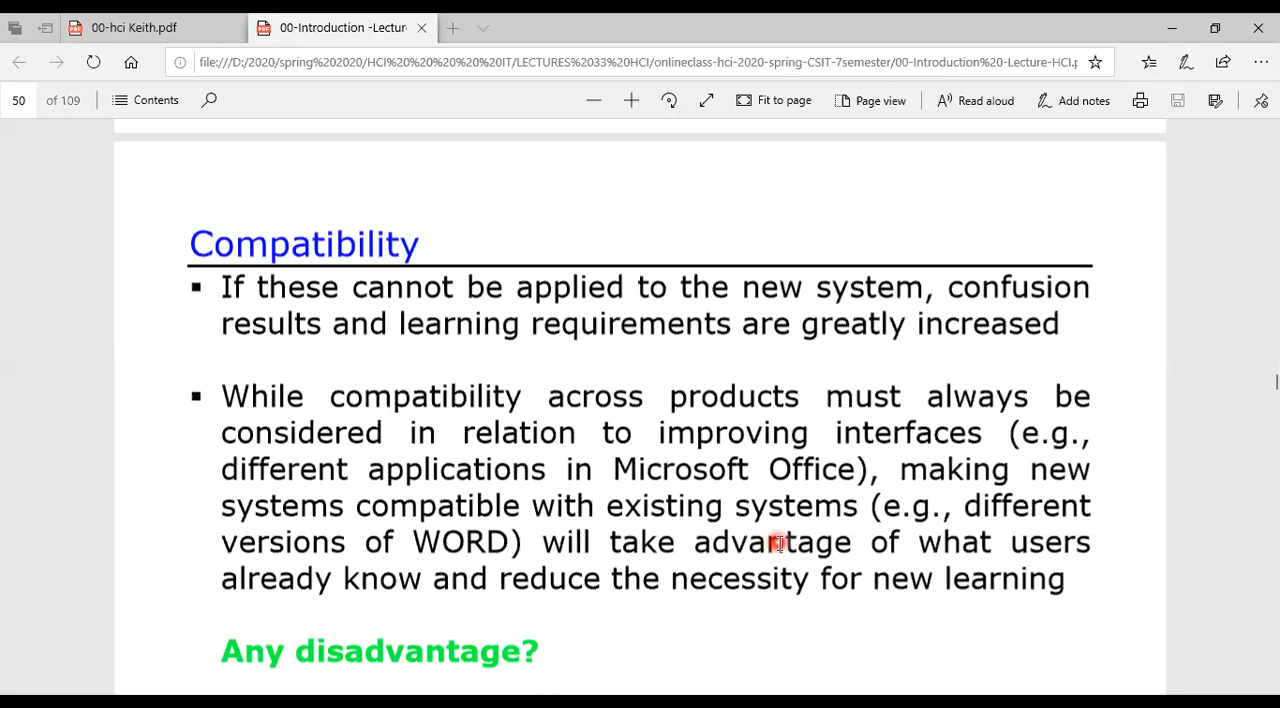 00-hci Keith.pdf
00-Introduction -Lectur
file:///D:/2020/spring%202020/HCI%20%20%20%20%20IT/LECTURES%2033%20HCI/onlineclass-hci-2020-spring-CSIT-7semester/00-Introduction%20-Lecture-HCI.p
50 of 109 Contents Fit to page Page view Read aloud Add notes
Compatibility
▪ If these cannot be applied to the new system, confusion
results and learning requirements are greatly increased
▪ While compatibility across products must always be
considered in relation to improving interfaces (e.g.,
different applications in Microsoft Office), making new
systems compatible with existing systems (e.g., different
versions of WORD) will take advantage of what users
already know and reduce the necessity for new learning
Any disadvantage?